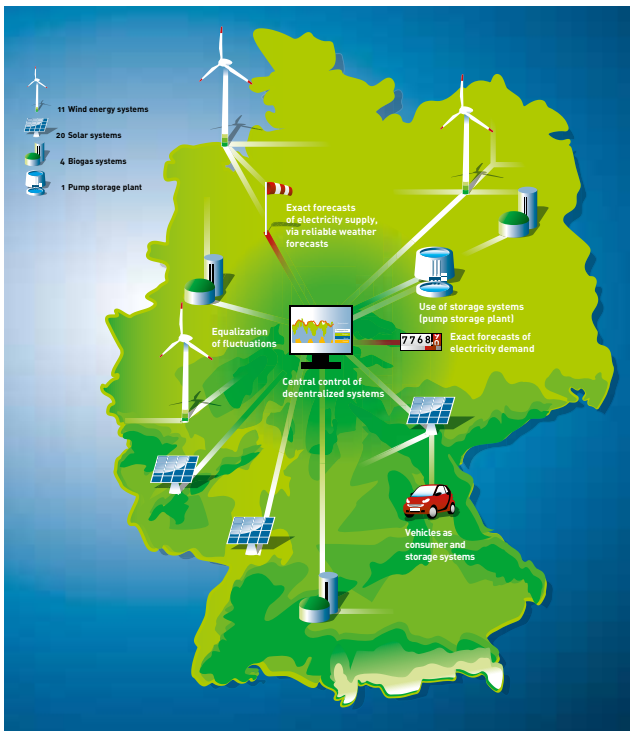 11 Wind energy systems
20 Solar systems
4 Biogas systems
1 Pump storage plant
Exact forecasts
of electricity supply,
via reliable weather
forecasts
Use of storage systems
(pump storage plant)
Equalization
of fluctuations
7768
Exact forecasts of
electricity demand
Central control of
decentralized systems
Vehicles as
consumer and
storage systems